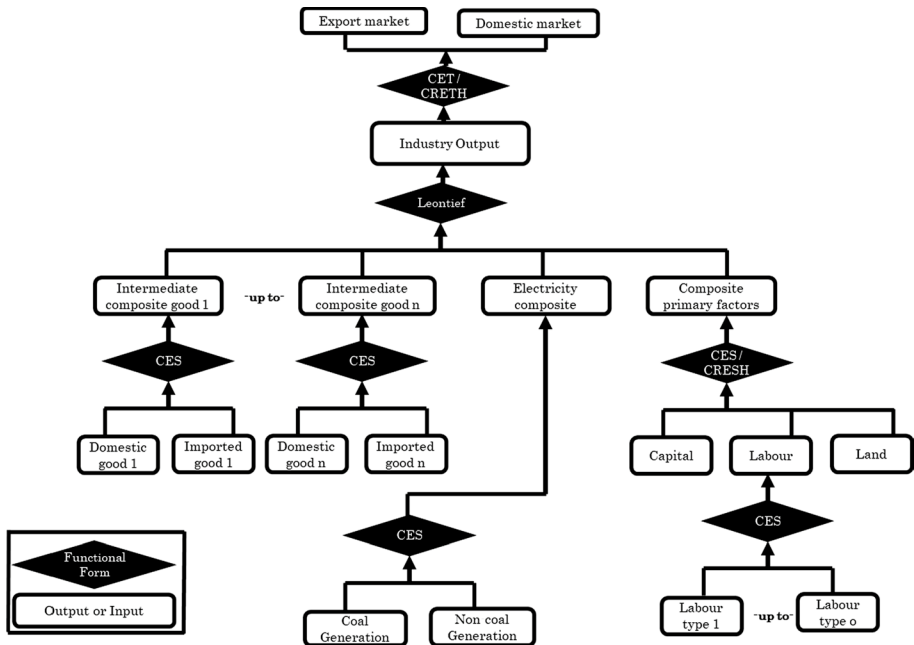 Export market
Domestic market
CET /
CRETH
Industry Output
Leontief
Intermediate
composite good 1
-up to-
Intermediate
composite good n
Electricity
composite
Composite
primary factors
CES
CES
CES /
CRESH
Domestic
good 1
Imported
good 1
Domestic
good n
Imported
good n
Capital
Labour
Land
CES
CES
Functional
Form
Output or Input
Coal
Generation
Non coal
Generation
Labour
type 1
-up to-
Labour
type o